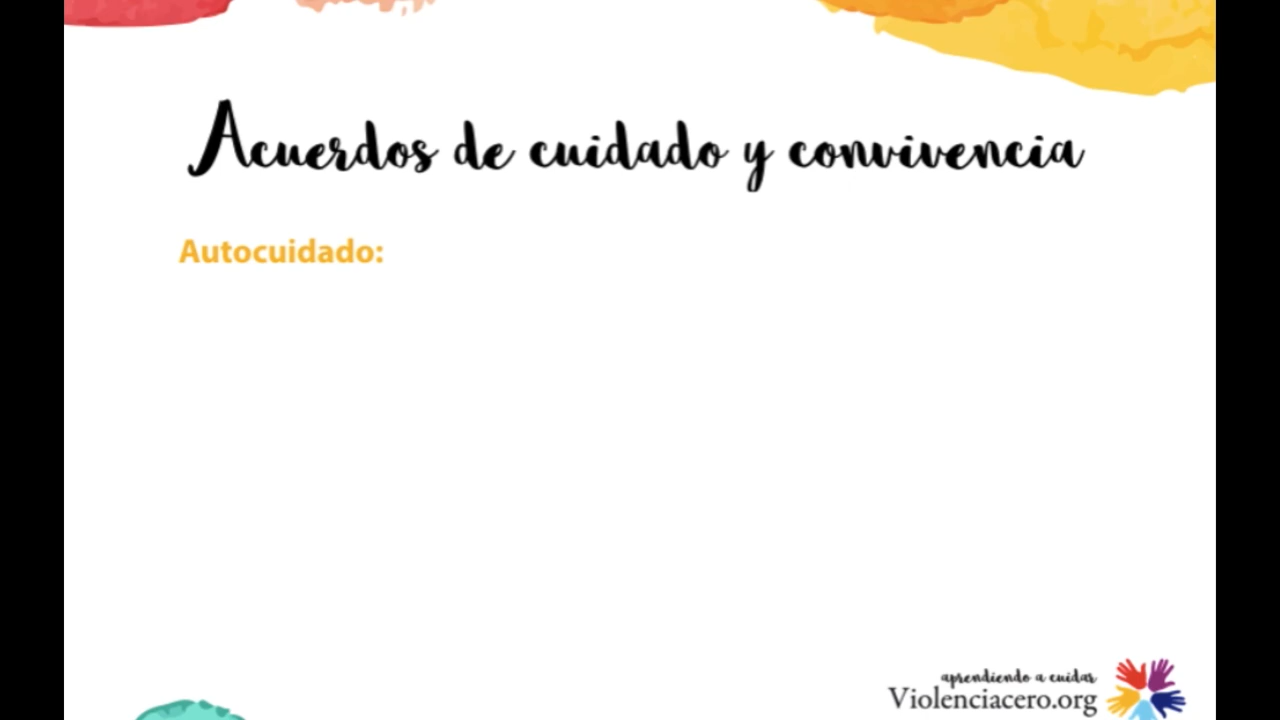 Acuerdos de cuidado y convivencia
Autocuidado:
aprendiendo a cuidar
Violenciacero.org